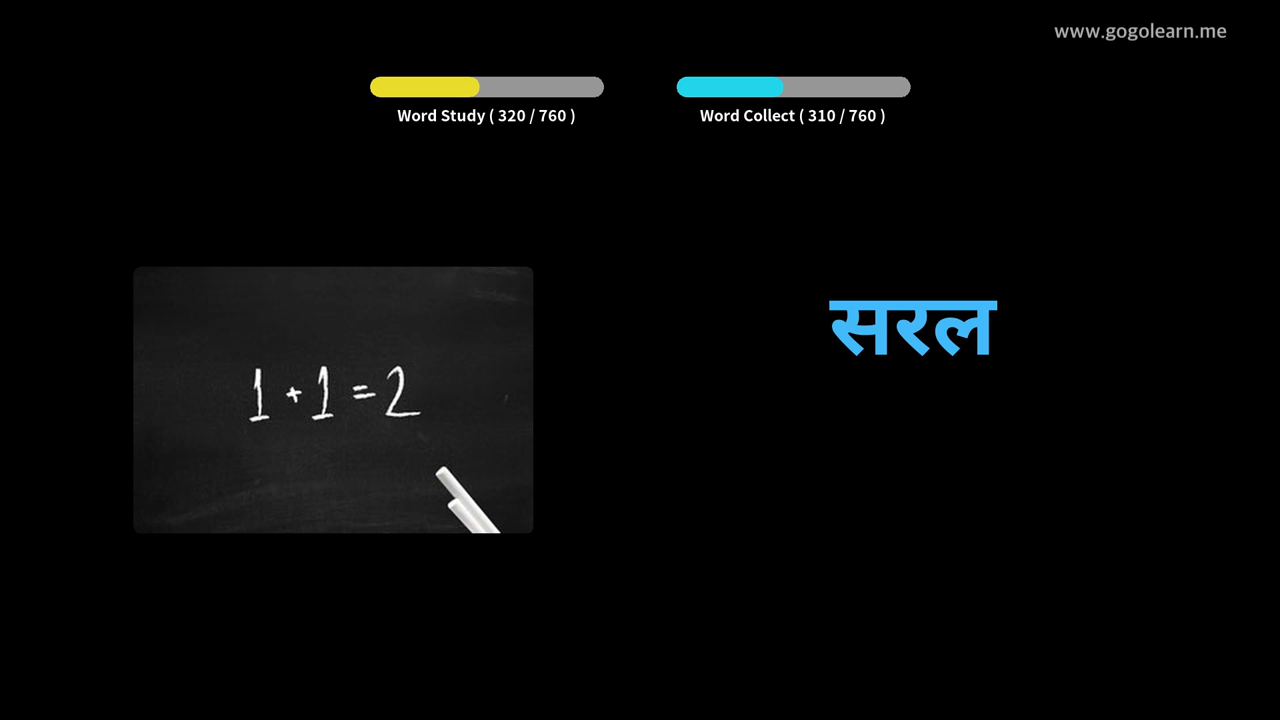 www.gogolearn.me
Word Study ( 320 / 760 )
Word Collect ( 310 / 760 )
1 + 1 = 2
सरल